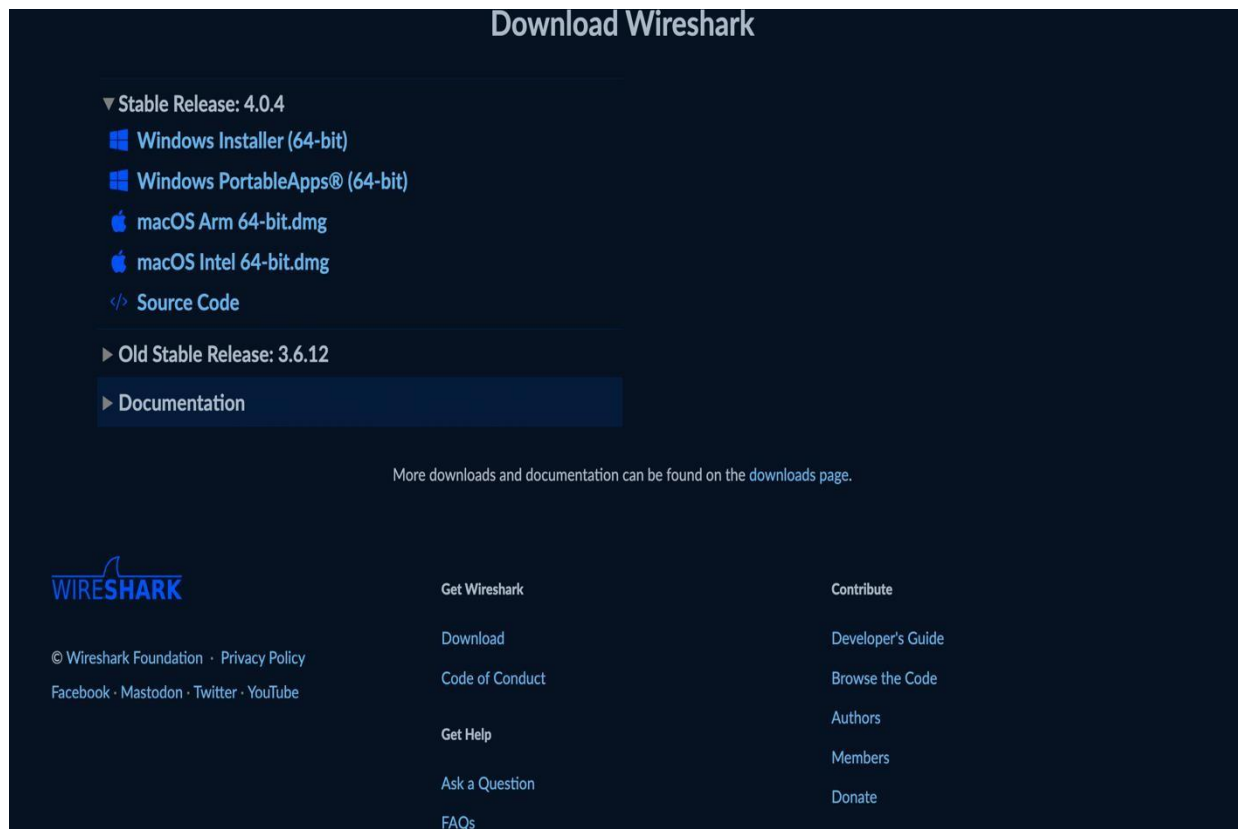 Download Wireshark
Stable Release: 4.0.4
Windows Installer (64-bit)
Windows PortableApps® (64-bit)
macOS Arm 64-bit.dmg
macOS Intel 64-bit.dmg
</> Source Code
Old Stable Release: 3.6.12
Documentation
More downloads and documentation can be found on the downloads page.
WIRESHARK
© Wireshark Foundation · Privacy Policy
Facebook · Mastodon · Twitter · YouTube
Get Wireshark
Download
Code of Conduct
Get Help
Ask a Question
FAQs
Contribute
Developer's Guide
Browse the Code
Authors
Members
Donate